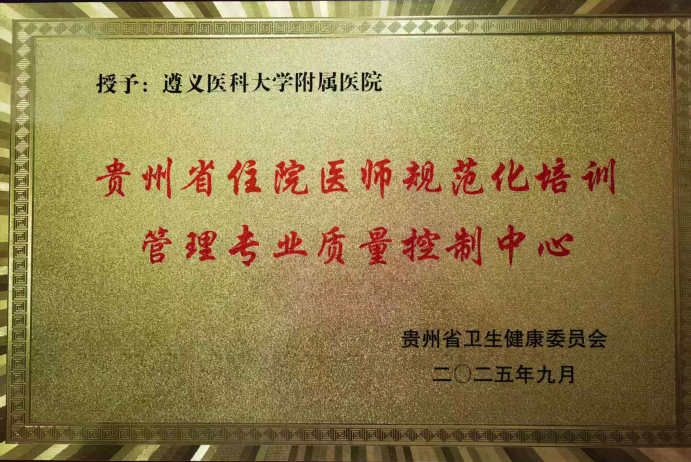 授予：遵义医科大学附属医院
贵州省住院医师规范化培训
管理专业质量控制中心
贵州省卫生健康委员会
二〇二五年九月